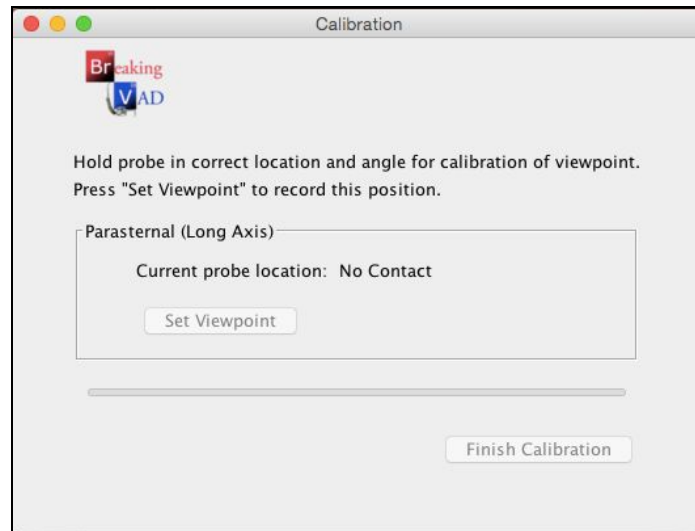 Calibration
Breaking
VAD
Hold probe in correct location and angle for calibration of viewpoint.
Press "Set Viewpoint" to record this position.
Parasternal (Long Axis)
Current probe location: No Contact
Set Viewpoint
Finish Calibration